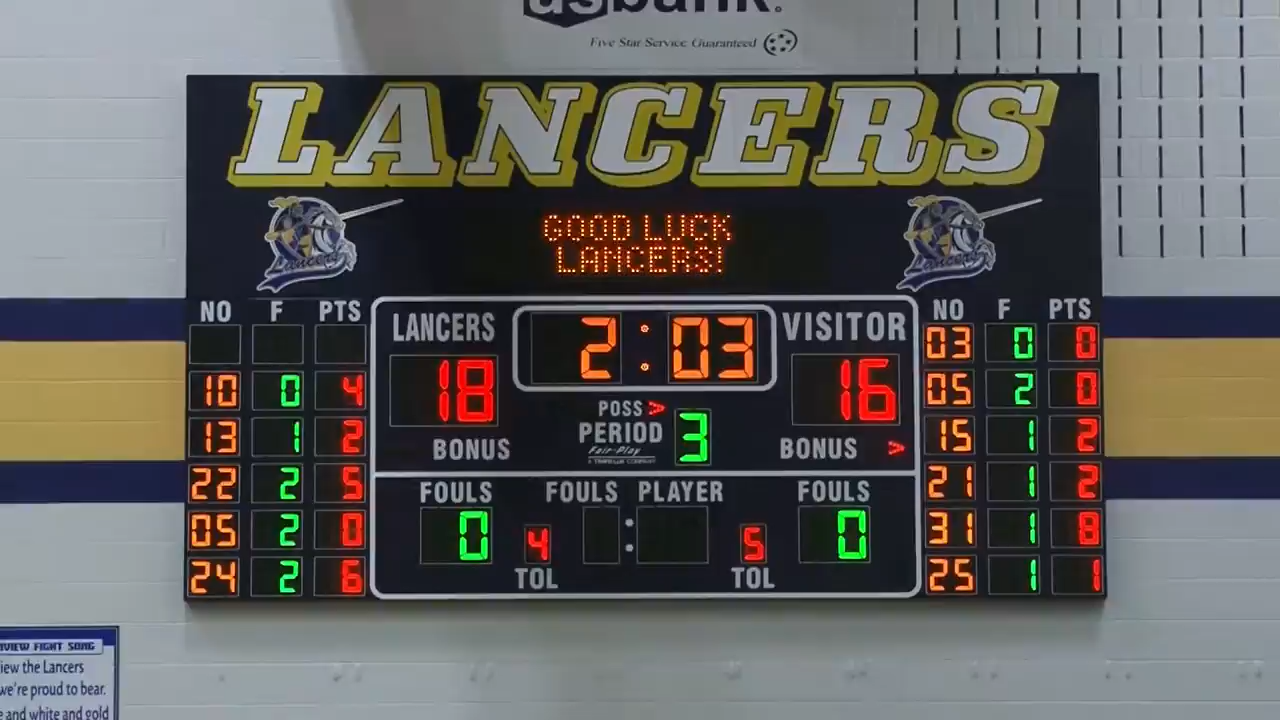 usbank.
Five Star Service Guaranteed
LANCERS
Lancers
Lancers
GOOD LUCK
LANCERS!
NO F PTS
10 0 4
13 1 2
22 2 5
05 2 0
24 2 6
LANCERS 2:03 VISITOR
18 16
POSS >
PERIOD 3
Fair-Play
BONUS BONUS >
FOULS FOULS PLAYER FOULS
0 4 : 5 0
TOL TOL
NO F PTS
03 0 0
05 2 0
15 1 2
21 1 2
31 1 8
25 1 1
FIGHT SONG
iew the Lancers
we're proud to bear.
and white and gold